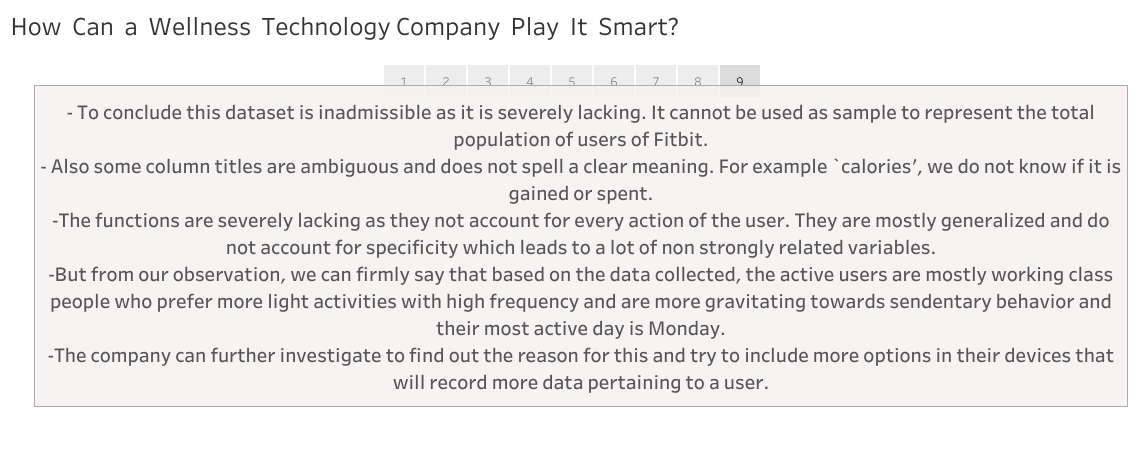 How Can a Wellness Technology Company Play It Smart?
1 2 3 4 5 6 7 8 9
- To conclude this dataset is inadmissible as it is severely lacking. It cannot be used as sample to represent the total
population of users of Fitbit.
- Also some column titles are ambiguous and does not spell a clear meaning. For example `calories’, we do not know if it is
gained or spent.
-The functions are severely lacking as they not account for every action of the user. They are mostly generalized and do
not account for specificity which leads to a lot of non strongly related variables.
-But from our observation, we can firmly say that based on the data collected, the active users are mostly working class
people who prefer more light activities with high frequency and are more gravitating towards sendentary behavior and
their most active day is Monday.
-The company can further investigate to find out the reason for this and try to include more options in their devices that
will record more data pertaining to a user.